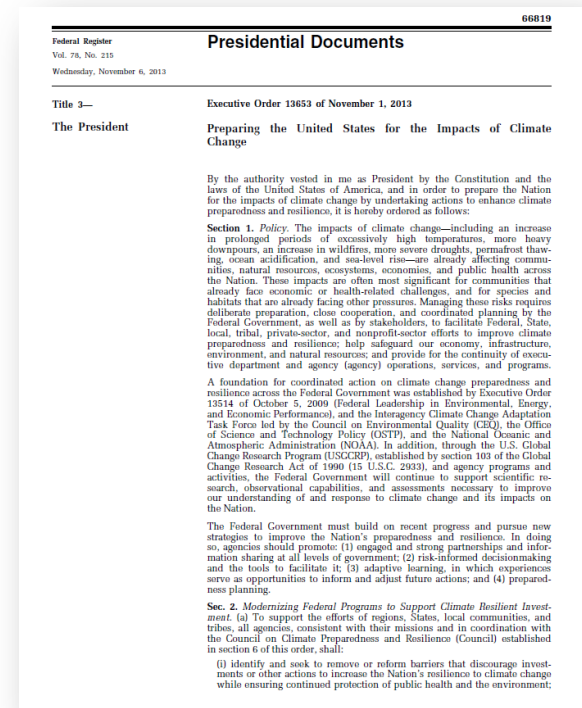 66819
Federal Register
Vol. 78, No. 215
Wednesday, November 6, 2013
Presidential Documents
Title 3—
The President
Executive Order 13653 of November 1, 2013
Preparing the United States for the Impacts of Climate
Change
By the authority vested in me as President by the Constitution and the
laws of the United States of America, and in order to prepare the Nation
for the impacts of climate change by undertaking actions to enhance climate
preparedness and resilience, it is hereby ordered as follows:
Section 1. Policy. The impacts of climate change—including an increase
in prolonged periods of excessively high temperatures, more heavy
downpours, an increase in wildfires, more severe droughts, permafrost thaw-
ing, ocean acidification, and sea-level rise—are already affecting commu-
nities, natural resources, ecosystems, economies, and public health across
the Nation. These impacts are often most significant for communities that
already face economic or health-related challenges, and for species and
habitats that are already facing other pressures. Managing these risks requires
deliberate preparation, close cooperation, and coordinated planning by the
Federal Government, as well as by stakeholders, to facilitate Federal, State,
local, tribal, private-sector, and nonprofit-sector efforts to improve climate
preparedness and resilience; help safeguard our economy, infrastructure,
environment, and natural resources; and provide for the continuity of execu-
tive department and agency (agency) operations, services, and programs.
A foundation for coordinated action on climate change preparedness and
resilience across the Federal Government was established by Executive Order
13514 of October 5, 2009 (Federal Leadership in Environmental, Energy,
and Economic Performance), and the Interagency Climate Change Adaptation
Task Force led by the Council on Environmental Quality (CEQ), the Office
of Science and Technology Policy (OSTP), and the National Oceanic and
Atmospheric Administration (NOAA). In addition, through the U.S. Global
Change Research Program (USGCRP), established by section 103 of the Global
Change Research Act of 1990 (15 U.S.C. 2933), and agency programs and
activities, the Federal Government will continue to support scientific re-
search, observational capabilities, and assessments necessary to improve
our understanding of and response to climate change and its impacts on
the Nation.
The Federal Government must build on recent progress and pursue new
strategies to improve the Nation's preparedness and resilience. In doing
so, agencies should promote: (1) engaged and strong partnerships and infor-
mation sharing at all levels of government; (2) risk-informed decisionmaking
and the tools to facilitate it; (3) adaptive learning, in which experiences
serve as opportunities to inform and adjust future actions; and (4) prepared-
ness planning.
Sec. 2. Modernizing Federal Programs to Support Climate Resilient Invest-
ment. (a) To support the efforts of regions, States, local communities, and
tribes, all agencies, consistent with their missions and in coordination with
the Council on Climate Preparedness and Resilience (Council) established
in section 6 of this order, shall:
(i) identify and seek to remove or reform barriers that discourage invest-
ments or other actions to increase the Nation's resilience to climate change
while ensuring continued protection of public health and the environment;